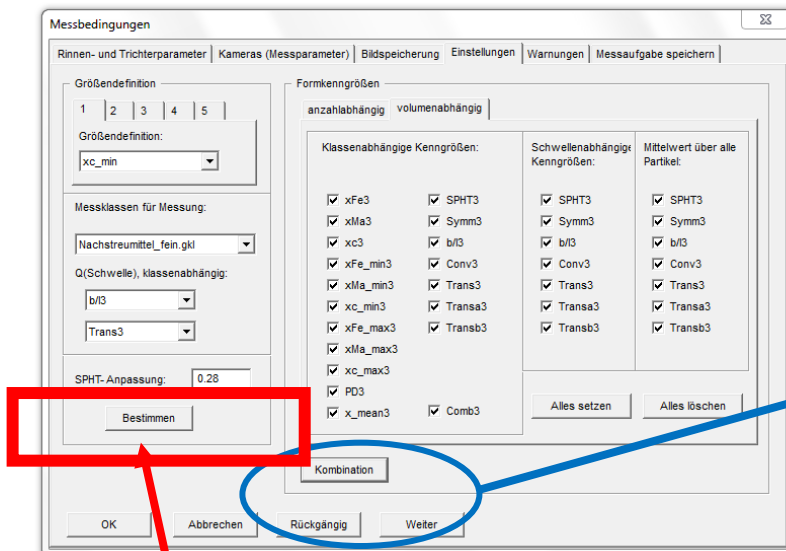 Messbedingungen
Rinnen- und Trichterparameter | Kameras (Messparameter) | Bildspeicherung | Einstellungen | Warnungen | Messaufgabe speichern
Größendefinition
1 2 3 4 5
Größendefinition:
xc_min
Messklassen für Messung:
Nachstreumittel_fein.gkl
Q(Schwelle), klassenabhängig:
b/l3
Trans3
SPHT- Anpassung: 0.28
Bestimmen
Formkenngrößen
anzahlabhängig volumenabhängig
Klassenabhängige Kenngrößen:
xFe3 SPHT3
xMa3 Symm3
xc3 b/l3
xFe_min3 Conv3
xMa_min3 Trans3
xc_min3 Transa3
xFe_max3 Transb3
xMa_max3
xc_max3
PD3
x_mean3 Comb3
Schwellenabhängige
Kenngrößen:
SPHT3
Symm3
b/l3
Conv3
Trans3
Transa3
Transb3
Mittelwert über alle
Partikel:
SPHT3
Symm3
b/l3
Conv3
Trans3
Transa3
Transb3
Alles setzen Alles löschen
Kombination
OK Abbrechen Rückgängig Weiter